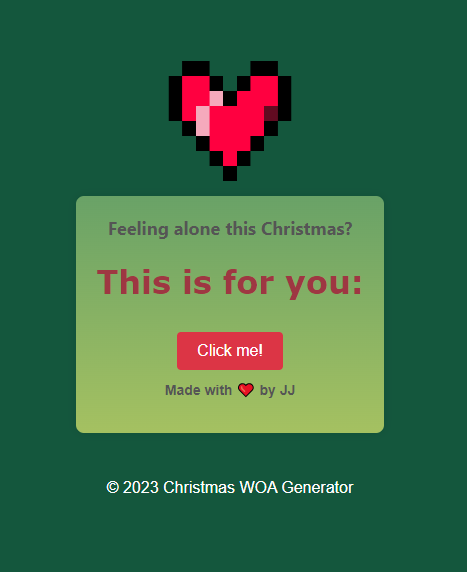 Feeling alone this Christmas?
This is for you:
Click me!
Made with ❤️ by JJ
© 2023 Christmas WOA Generator